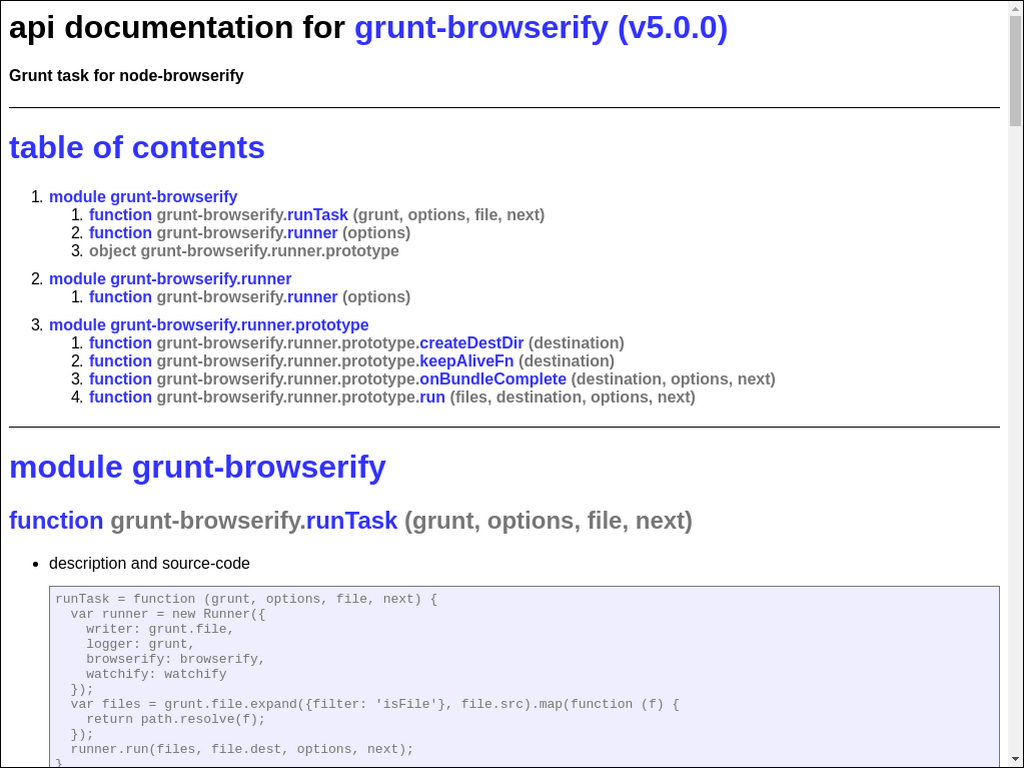 api documentation for grunt-browserify (v5.0.0)
Grunt task for node-browserify
table of contents
1. module grunt-browserify
1. function grunt-browserify.runTask (grunt, options, file, next)
2. function grunt-browserify.runner (options)
3. object grunt-browserify.runner.prototype
2. module grunt-browserify.runner
1. function grunt-browserify.runner (options)
3. module grunt-browserify.runner.prototype
1. function grunt-browserify.runner.prototype.createDestDir (destination)
2. function grunt-browserify.runner.prototype.keepAliveFn (destination)
3. function grunt-browserify.runner.prototype.onBundleComplete (destination, options, next)
4. function grunt-browserify.runner.prototype.run (files, destination, options, next)
module grunt-browserify
function grunt-browserify.runTask (grunt, options, file, next)
• description and source-code
runTask = function (grunt, options, file, next) {
  var runner = new Runner({
    writer: grunt.file,
    logger: grunt,
    browserify: browserify,
    watchify: watchify
  });
  var files = grunt.file.expand({filter: 'isFile'}, file.src).map(function (f) {
    return path.resolve(f);
  });
  runner.run(files, file.dest, options, next);
}